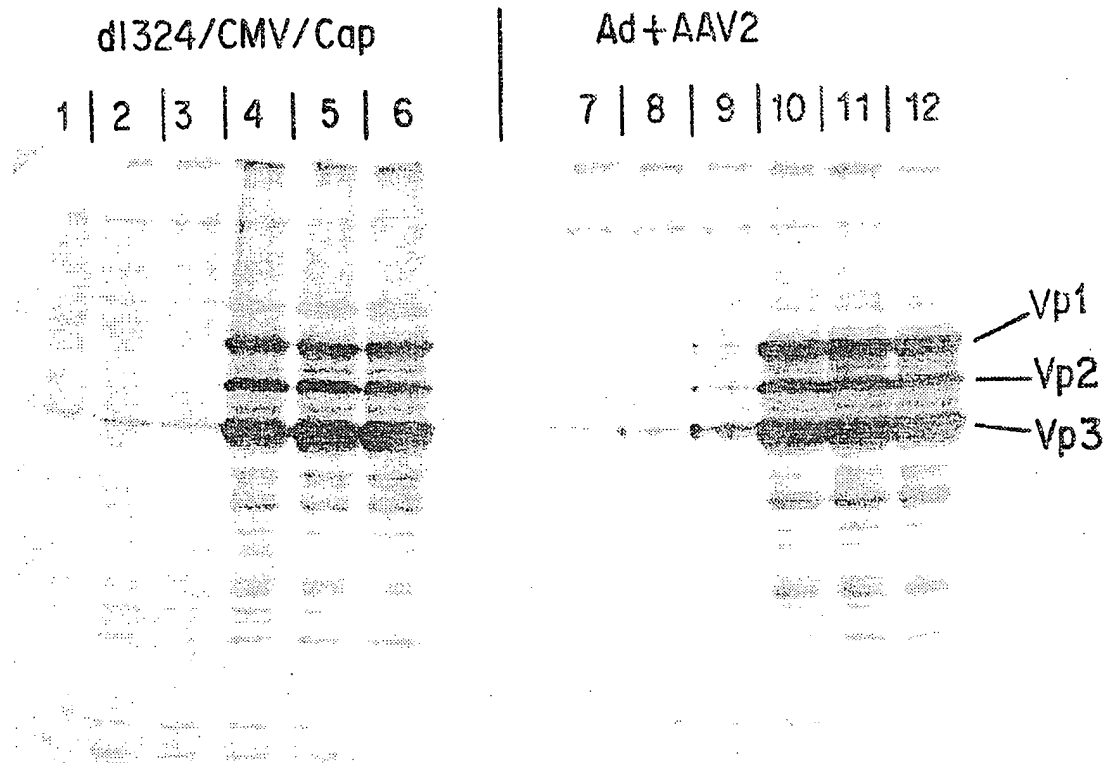 dl324/CMV/Cap | Ad+AAV2
1 | 2 | 3 | 4 | 5 | 6 | 7 | 8 | 9 | 10 | 11 | 12
Vp1
Vp2
Vp3